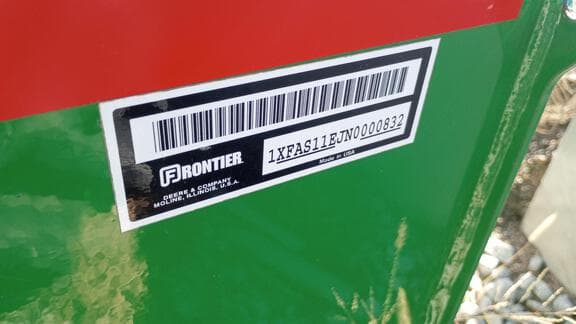 FRONTIER
DEERE & COMPANY
MOLINE, ILLINOIS, U.S.A.
1XFAS11EJN0000832
Made in USA